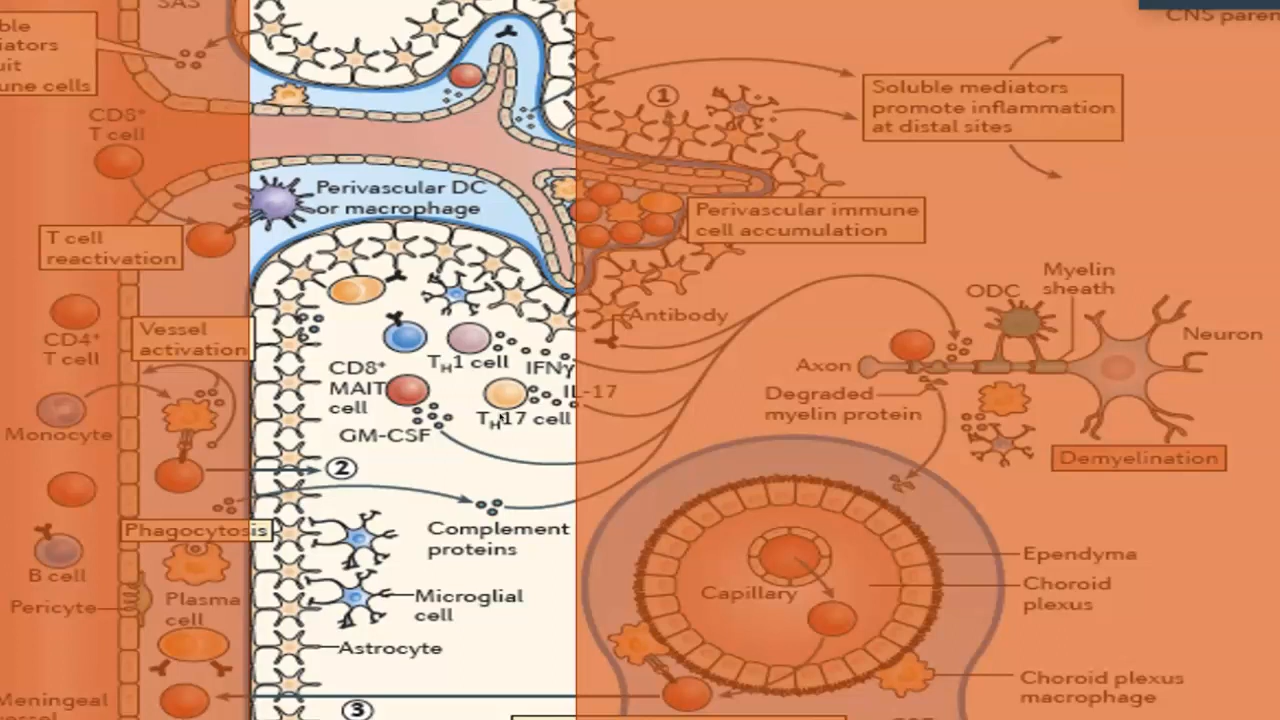 SAS
CNS paren
ble
iators
uit
une cells
CD8⁺
T cell
①
Soluble mediators
promote inflammation
at distal sites
Perivascular DC
or macrophage
Perivascular immune
cell accumulation
T cell
reactivation
Myelin
sheath
ODC
CD4⁺
T cell
Vessel
activation
Antibody
Neuron
CD8⁺
MAIT
cell
TH1 cell
IFNγ
IL-17
TH17 cell
GM-CSF
Axon
Degraded
myelin protein
Monocyte
②
Demyelination
Phagocytosis
Complement
proteins
B cell
Pericyte
Plasma
cell
Microglial
cell
Astrocyte
Capillary
Ependyma
Choroid
plexus
Choroid plexus
macrophage
Meningeal
③